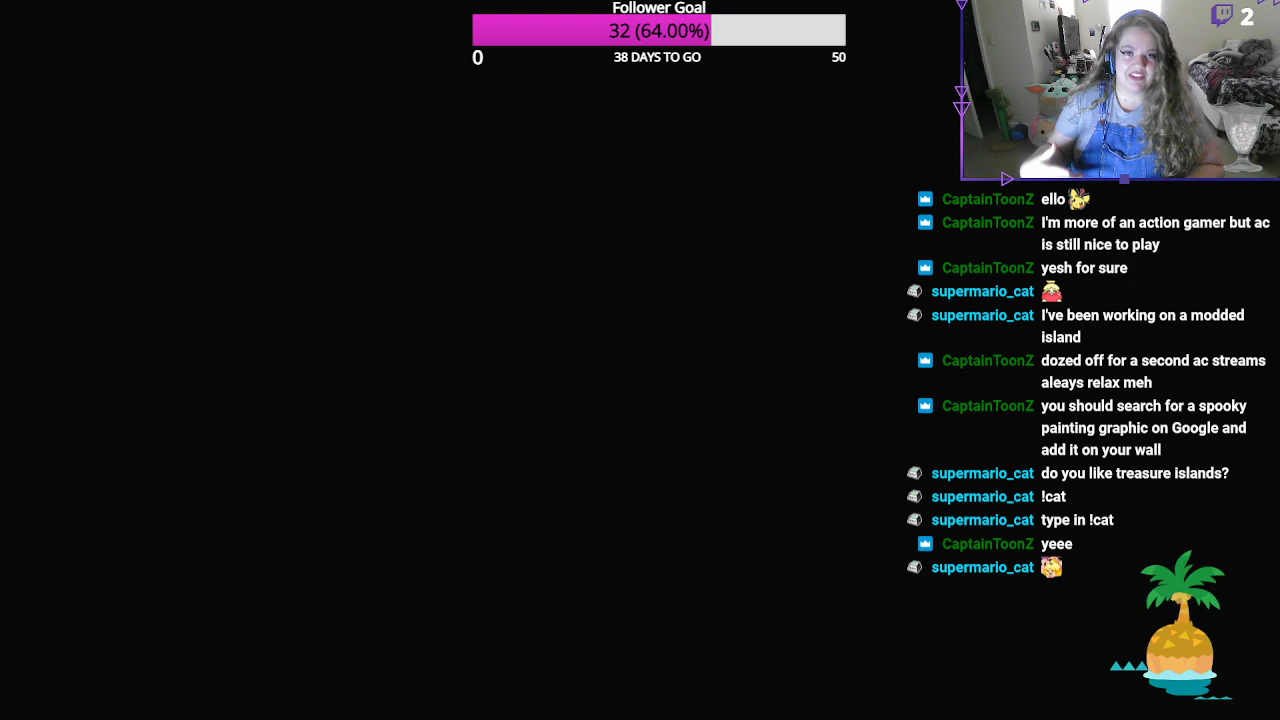 Follower Goal
32 (64.00%)
0
38 DAYS TO GO
50
2
CaptainToonZ ello
CaptainToonZ I'm more of an action gamer but ac
is still nice to play
CaptainToonZ yesh for sure
supermario_cat
supermario_cat I've been working on a modded
island
CaptainToonZ dozed off for a second ac streams
aleays relax meh
CaptainToonZ you should search for a spooky
painting graphic on Google and
add it on your wall
supermario_cat do you like treasure islands?
supermario_cat !cat
supermario_cat type in !cat
CaptainToonZ yeee
supermario_cat